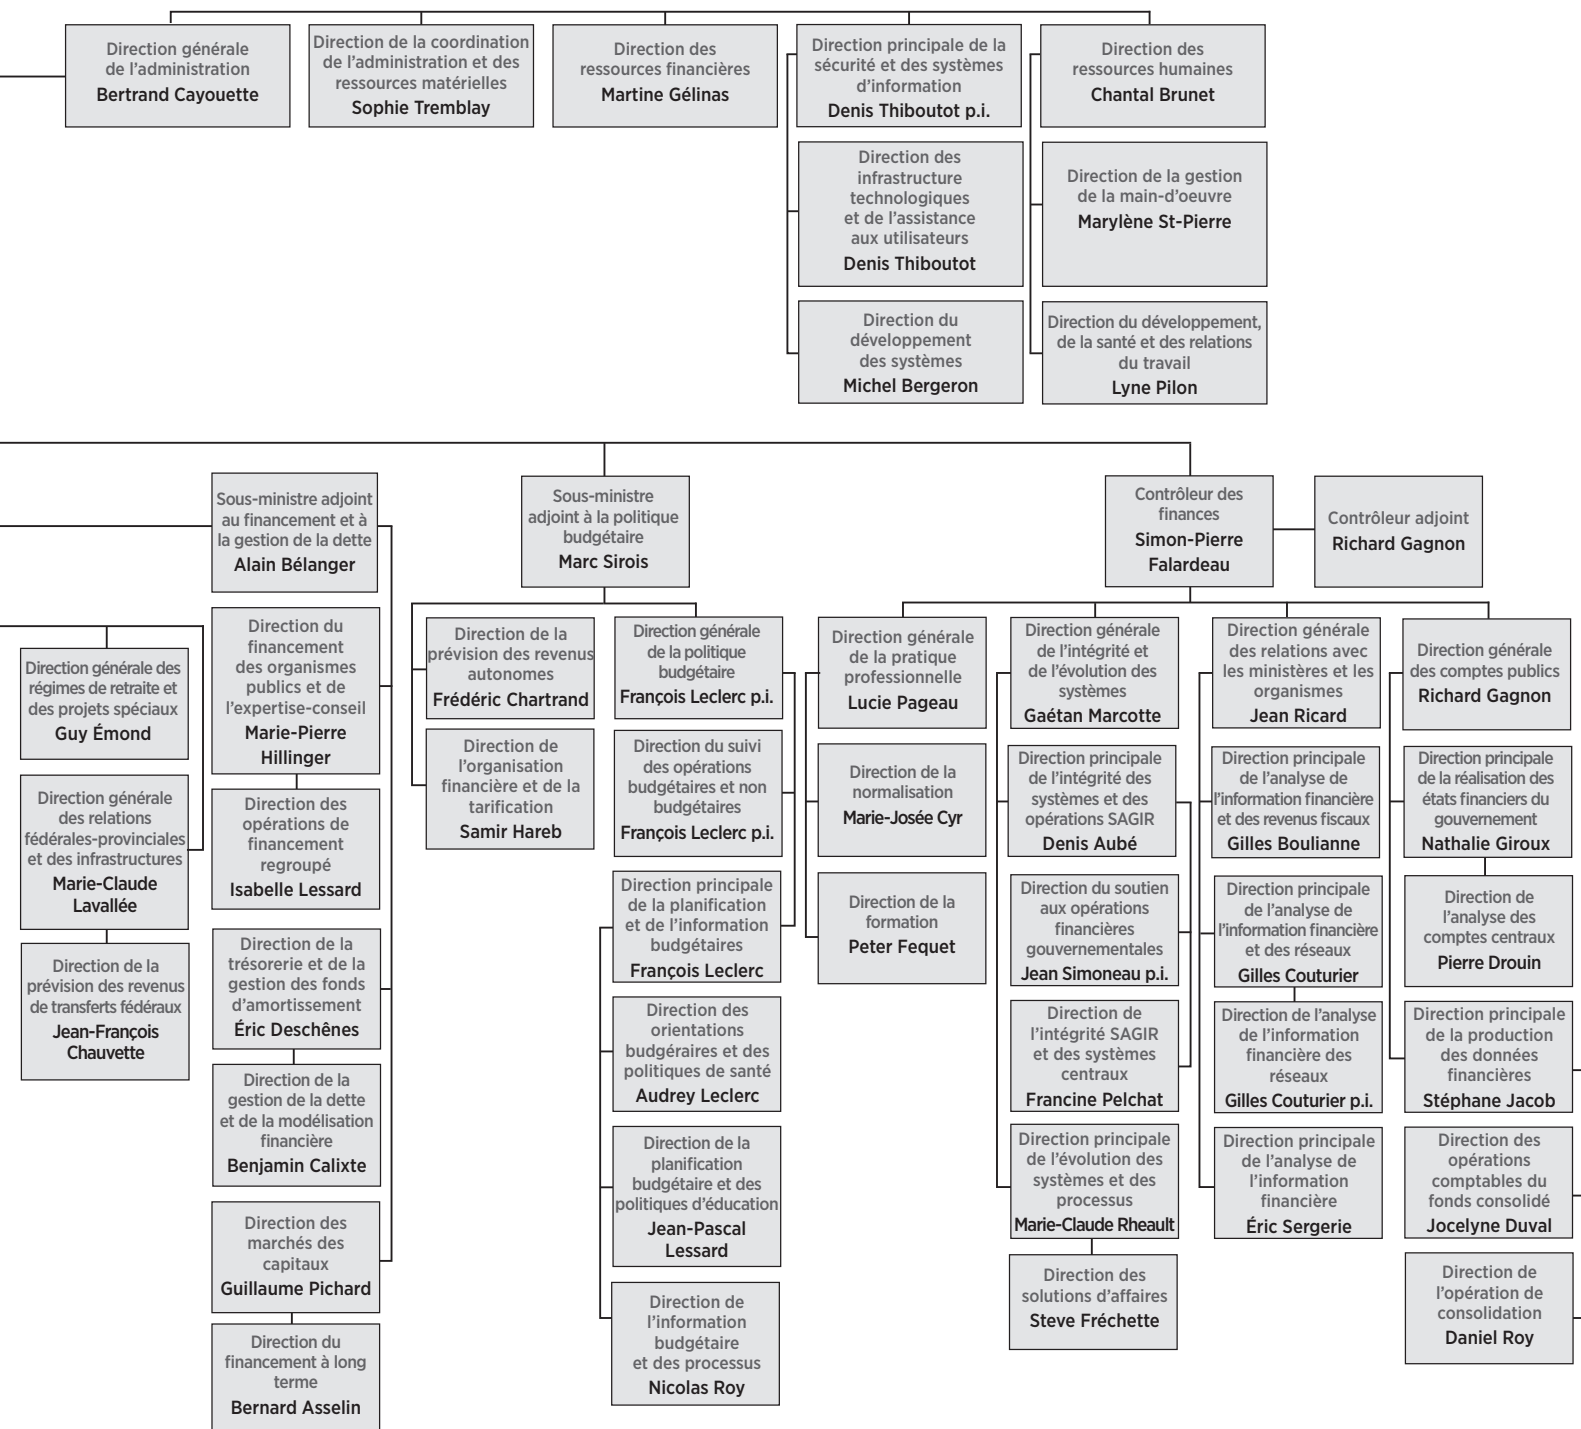 Direction générale
de l'administration
Bertrand Cayouette
Direction de la coordination
de l'administration et des
ressources matérielles
Sophie Tremblay
Direction des
ressources financières
Martine Gélinas
Direction principale de la
sécurité et des systèmes
d'information
Denis Thiboutot p.i.
Direction des
ressources humaines
Chantal Brunet
Direction des
infrastructure
technologiques
et de l'assistance
aux utilisateurs
Denis Thiboutot
Direction de la gestion
de la main-d'oeuvre
Marylène St-Pierre
Direction du
développement
des systèmes
Michel Bergeron
Direction du développement,
de la santé et des relations
du travail
Lyne Pilon
Sous-ministre adjoint
au financement et à
la gestion de la dette
Alain Bélanger
Sous-ministre
adjoint à la politique
budgétaire
Marc Sirois
Contrôleur des
finances
Simon-Pierre
Falardeau
Contrôleur adjoint
Richard Gagnon
Direction générale des
régimes de retraite et
des projets spéciaux
Guy Émond
Direction générale
des relations
fédérales-provinciales
et des infrastructures
Marie-Claude
Lavallée
Direction de la
prévision des revenus
de transferts fédéraux
Jean-François
Chauvette
Direction du
financement
des organismes
publics et de
l'expertise-conseil
Marie-Pierre
Hillinger
Direction des
opérations de
financement
regroupé
Isabelle Lessard
Direction de la
trésorerie et de la
gestion des fonds
d'amortissement
Éric Deschênes
Direction de la
gestion de la dette
et de la modélisation
financière
Benjamin Calixte
Direction des
marchés des
capitaux
Guillaume Pichard
Direction du
financement à long
terme
Bernard Asselin
Direction de la
prévision des revenus
autonomes
Frédéric Chartrand
Direction de
l'organisation
financière et de la
tarification
Samir Hareb
Direction générale
de la politique
budgétaire
François Leclerc p.i.
Direction du suivi
des opérations
budgétaires et non
budgétaires
François Leclerc p.i.
Direction principale
de la planification
et de l'information
budgétaires
François Leclerc
Direction des
orientations
budgéraires et des
politiques de santé
Audrey Leclerc
Direction de la
planification
budgétaire et des
politiques d'éducation
Jean-Pascal
Lessard
Direction de
l'information
budgétaire
et des processus
Nicolas Roy
Direction générale
de la pratique
professionnelle
Lucie Pageau
Direction de la
normalisation
Marie-Josée Cyr
Direction de la
formation
Peter Fequet
Direction générale
de l'intégrité et
de l'évolution des
systèmes
Gaétan Marcotte
Direction principale
de l'intégrité des
systèmes et des
opérations SAGIR
Denis Aubé
Direction du soutien
aux opérations
financières
gouvernementales
Jean Simoneau p.i.
Direction de
l'intégrité SAGIR
et des systèmes
centraux
Francine Pelchat
Direction principale
de l'évolution des
systèmes et des
processus
Marie-Claude Rheault
Direction des
solutions d'affaires
Steve Fréchette
Direction générale
des relations avec
les ministères et les
organismes
Jean Ricard
Direction principale
de l'analyse de
l'information financière
et des revenus fiscaux
Gilles Boulianne
Direction principale
de l'analyse de
l'information financière
et des réseaux
Gilles Couturier
Direction de l'analyse
de l'information
financière des
réseaux
Gilles Couturier p.i.
Direction principale
de l'analyse de
l'information
financière
Éric Sergerie
Direction générale
des comptes publics
Richard Gagnon
Direction principale
de la réalisation des
états financiers du
gouvernement
Nathalie Giroux
Direction de
l'analyse des
comptes centraux
Pierre Drouin
Direction principale
de la production
des données
financières
Stéphane Jacob
Direction des
opérations
comptables du
fonds consolidé
Jocelyne Duval
Direction de
l'opération de
consolidation
Daniel Roy